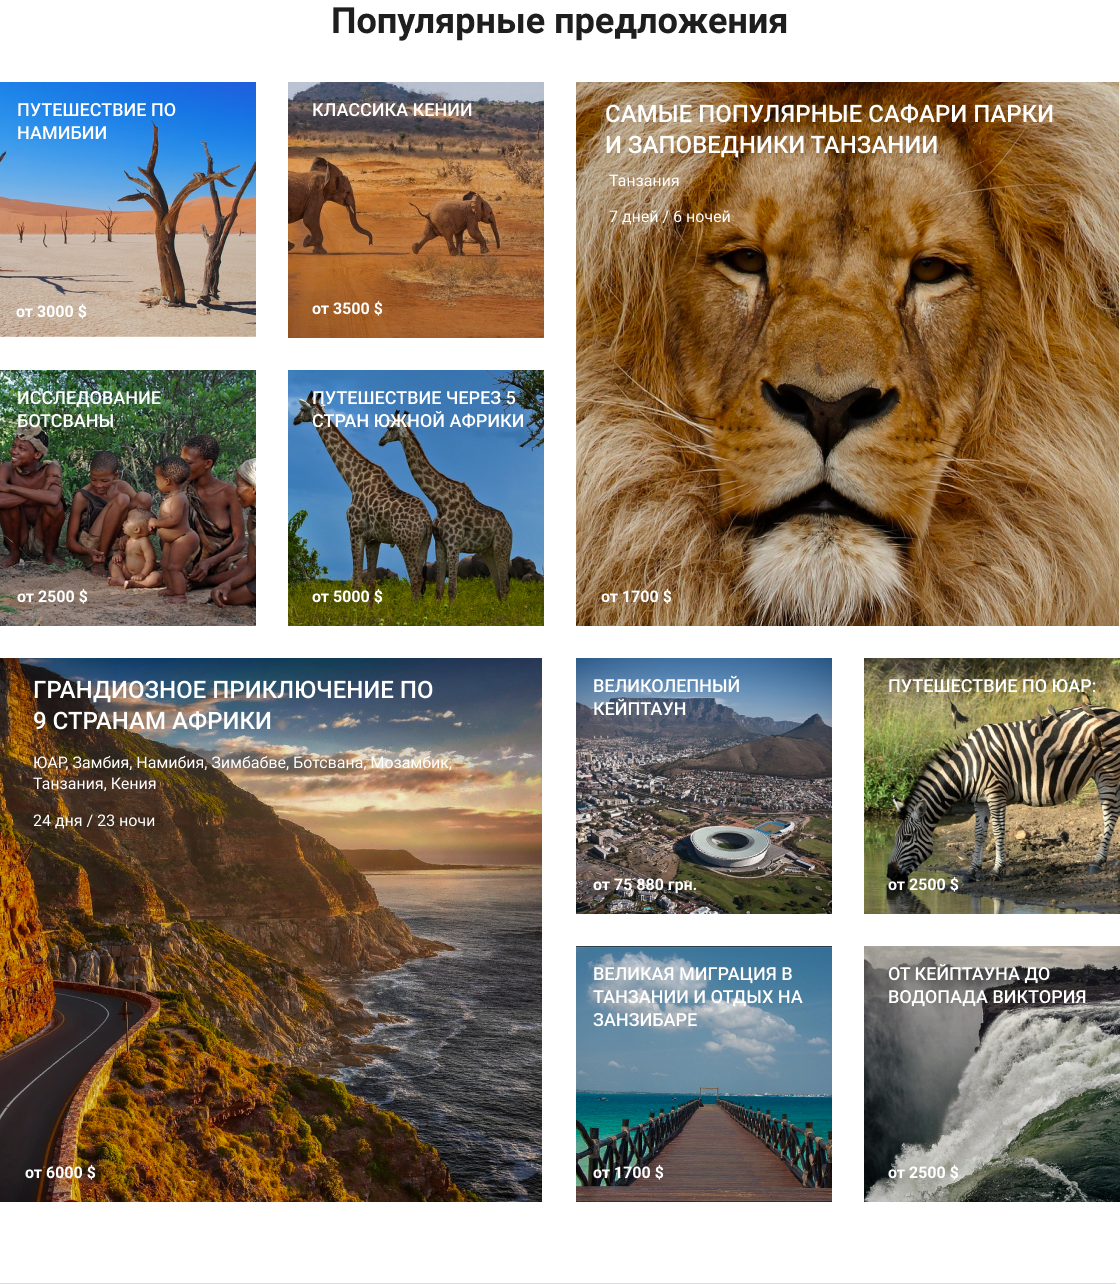 Популярные предложения
ПУТЕШЕСТВИЕ ПО
НАМИБИИ
от 3000 $
КЛАССИКА КЕНИИ
от 3500 $
САМЫЕ ПОПУЛЯРНЫЕ САФАРИ ПАРКИ
И ЗАПОВЕДНИКИ ТАНЗАНИИ
Танзания
7 дней / 6 ночей
от 1700 $
ИССЛЕДОВАНИЕ
БОТСВАНЫ
от 2500 $
ПУТЕШЕСТВИЕ ЧЕРЕЗ 5
СТРАН ЮЖНОЙ АФРИКИ
от 5000 $
ГРАНДИОЗНОЕ ПРИКЛЮЧЕНИЕ ПО
9 СТРАНАМ АФРИКИ
ЮАР, Замбия, Намибия, Зимбабве, Ботсвана, Мозамбик,
Танзания, Кения
24 дня / 23 ночи
от 6000 $
ВЕЛИКОЛЕПНЫЙ
КЕЙПТАУН
от 75 880 грн.
ПУТЕШЕСТВИЕ ПО ЮАР:
от 2500 $
ВЕЛИКАЯ МИГРАЦИЯ В
ТАНЗАНИИ И ОТДЫХ НА
ЗАНЗИБАРЕ
от 1700 $
ОТ КЕЙПТАУНА ДО
ВОДОПАДА ВИКТОРИЯ
от 2500 $